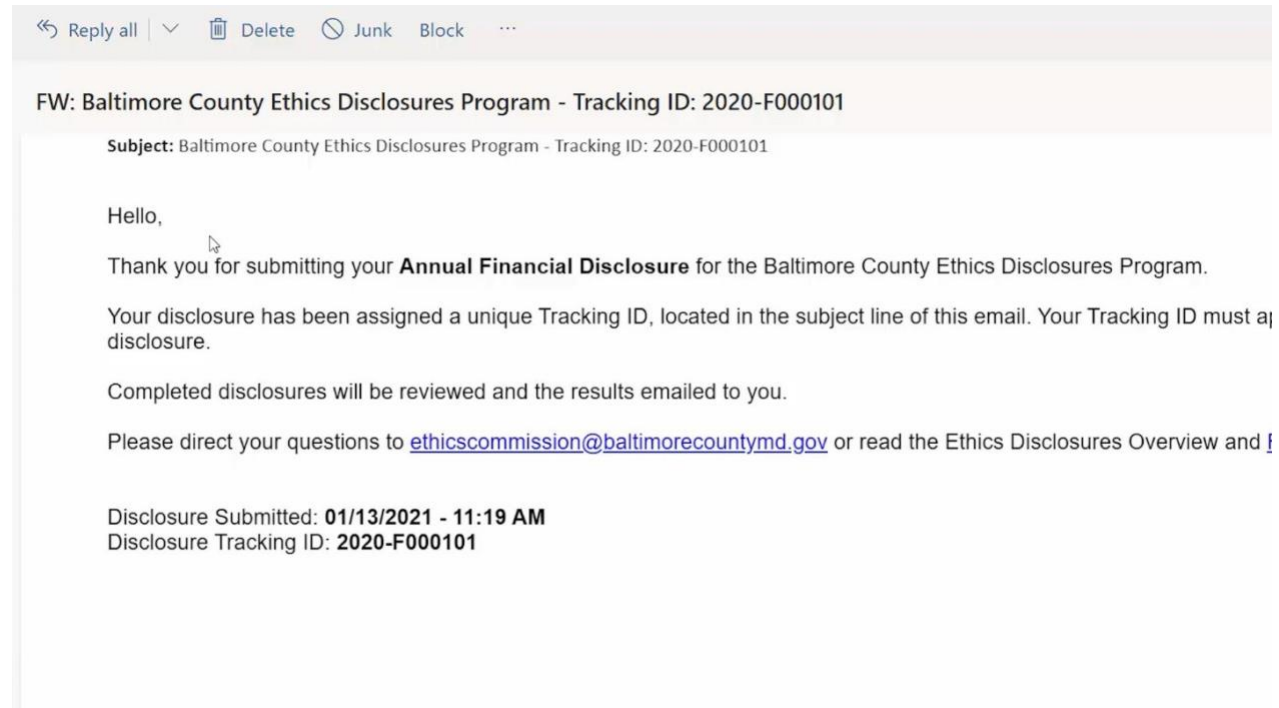 Reply all Delete Junk Block ...
FW: Baltimore County Ethics Disclosures Program - Tracking ID: 2020-F000101
Subject: Baltimore County Ethics Disclosures Program - Tracking ID: 2020-F000101
Hello,
Thank you for submitting your Annual Financial Disclosure for the Baltimore County Ethics Disclosures Program.
Your disclosure has been assigned a unique Tracking ID, located in the subject line of this email. Your Tracking ID must
disclosure.
Completed disclosures will be reviewed and the results emailed to you.
Please direct your questions to ethicscommission@baltimorecountymd.gov or read the Ethics Disclosures Overview and
Disclosure Submitted: 01/13/2021 - 11:19 AM
Disclosure Tracking ID: 2020-F000101